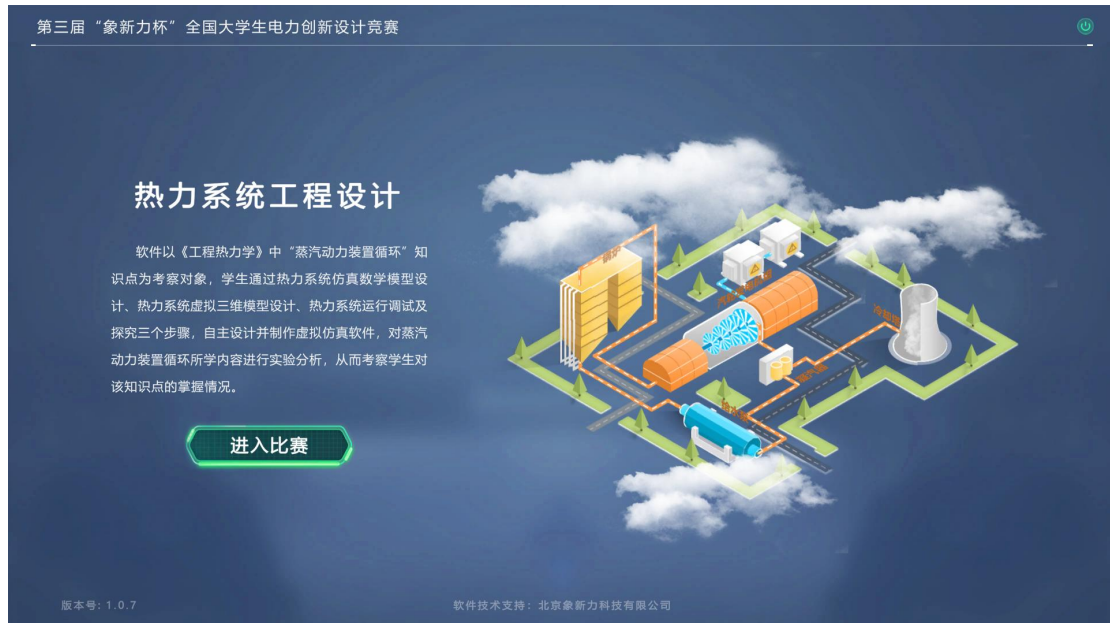 第三届“象新力杯”全国大学生电力创新设计竞赛
热力系统工程设计
软件以《工程热力学》中“蒸汽动力装置循环”知
识点为考察对象，学生通过热力系统仿真数学模型设
计、热力系统虚拟三维模型设计、热力系统运行调试及
探究三个步骤，自主设计并制作虚拟仿真软件，对蒸汽
动力装置循环所学内容进行实验分析，从而考察学生对
该知识点的掌握情况。
进入比赛
锅炉
冷却塔
版本号: 1.0.7
软件技术支持：北京象新力科技有限公司